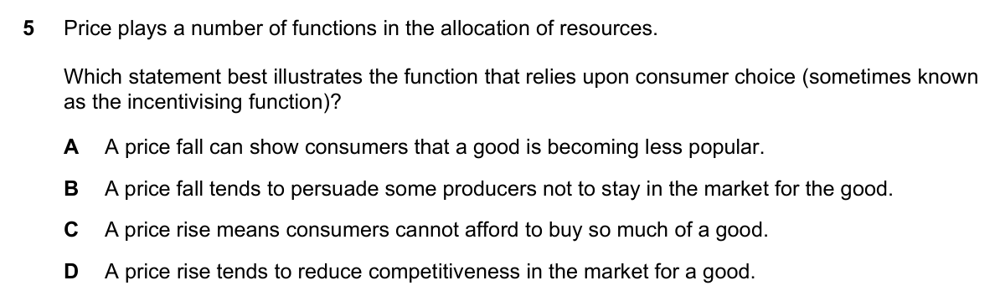 5 Price plays a number of functions in the allocation of resources.
Which statement best illustrates the function that relies upon consumer choice (sometimes known
as the incentivising function)?
A A price fall can show consumers that a good is becoming less popular.
B A price fall tends to persuade some producers not to stay in the market for the good.
C A price rise means consumers cannot afford to buy so much of a good.
D A price rise tends to reduce competitiveness in the market for a good.